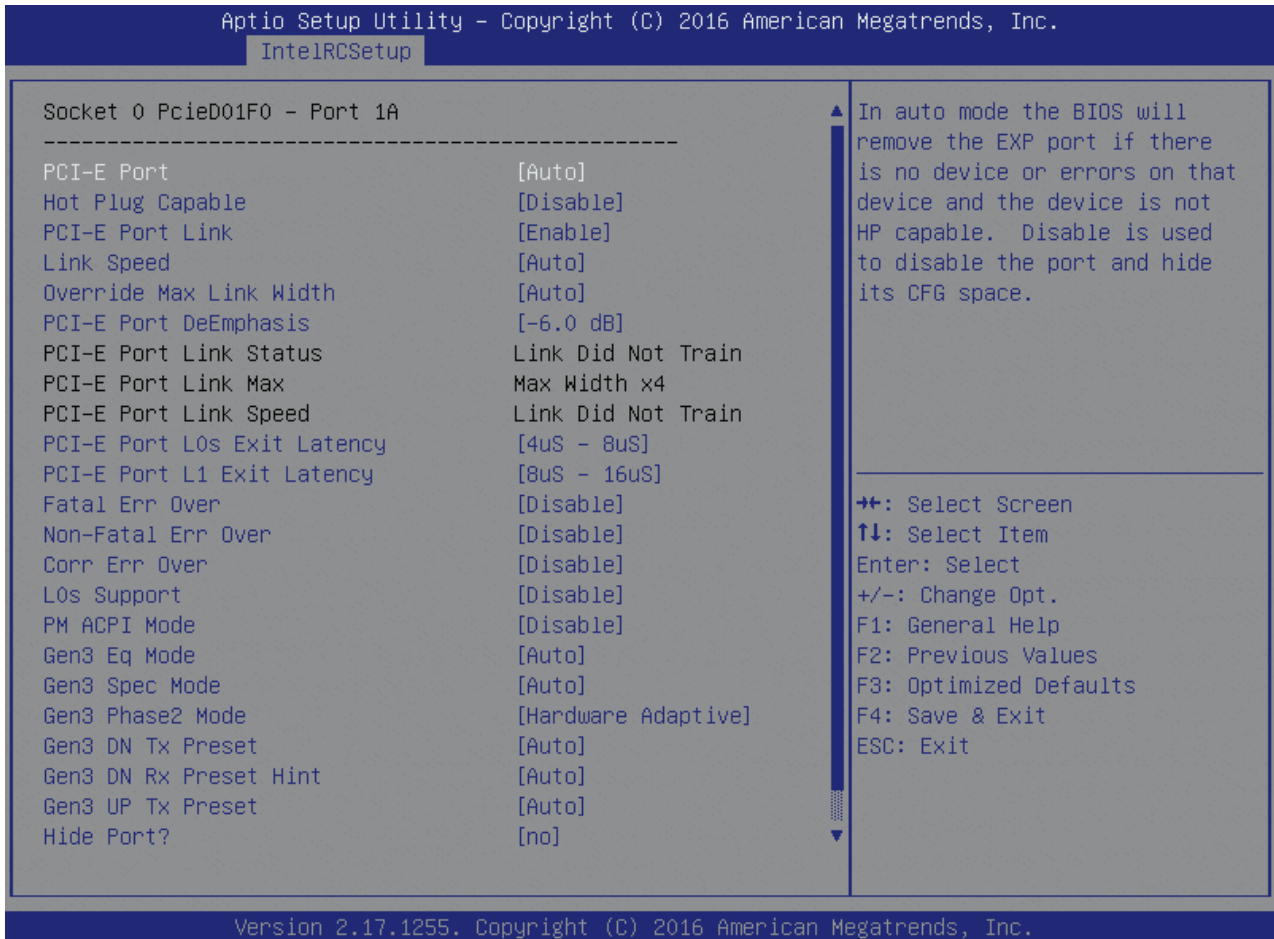 Aptio Setup Utility – Copyright (C) 2016 American Megatrends, Inc.
IntelRCSetup
Socket 0 PcieD01F0 – Port 1A
------------------------------------------------
PCI-E Port [Auto]
Hot Plug Capable [Disable]
PCI-E Port Link [Enable]
Link Speed [Auto]
Override Max Link Width [Auto]
PCI-E Port DeEmphasis [-6.0 dB]
PCI-E Port Link Status Link Did Not Train
PCI-E Port Link Max Max Width x4
PCI-E Port Link Speed Link Did Not Train
PCI-E Port L0s Exit Latency [4uS - 8uS]
PCI-E Port L1 Exit Latency [8uS - 16uS]
Fatal Err Over [Disable]
Non-Fatal Err Over [Disable]
Corr Err Over [Disable]
L0s Support [Disable]
PM ACPI Mode [Disable]
Gen3 Eq Mode [Auto]
Gen3 Spec Mode [Auto]
Gen3 Phase2 Mode [Hardware Adaptive]
Gen3 DN Tx Preset [Auto]
Gen3 DN Rx Preset Hint [Auto]
Gen3 UP Tx Preset [Auto]
Hide Port? [no]
In auto mode the BIOS will
remove the EXP port if there
is no device or errors on that
device and the device is not
HP capable. Disable is used
to disable the port and hide
its CFG space.
→←: Select Screen
↑↓: Select Item
Enter: Select
+/-: Change Opt.
F1: General Help
F2: Previous Values
F3: Optimized Defaults
F4: Save & Exit
ESC: Exit
Version 2.17.1255. Copyright (C) 2016 American Megatrends, Inc.